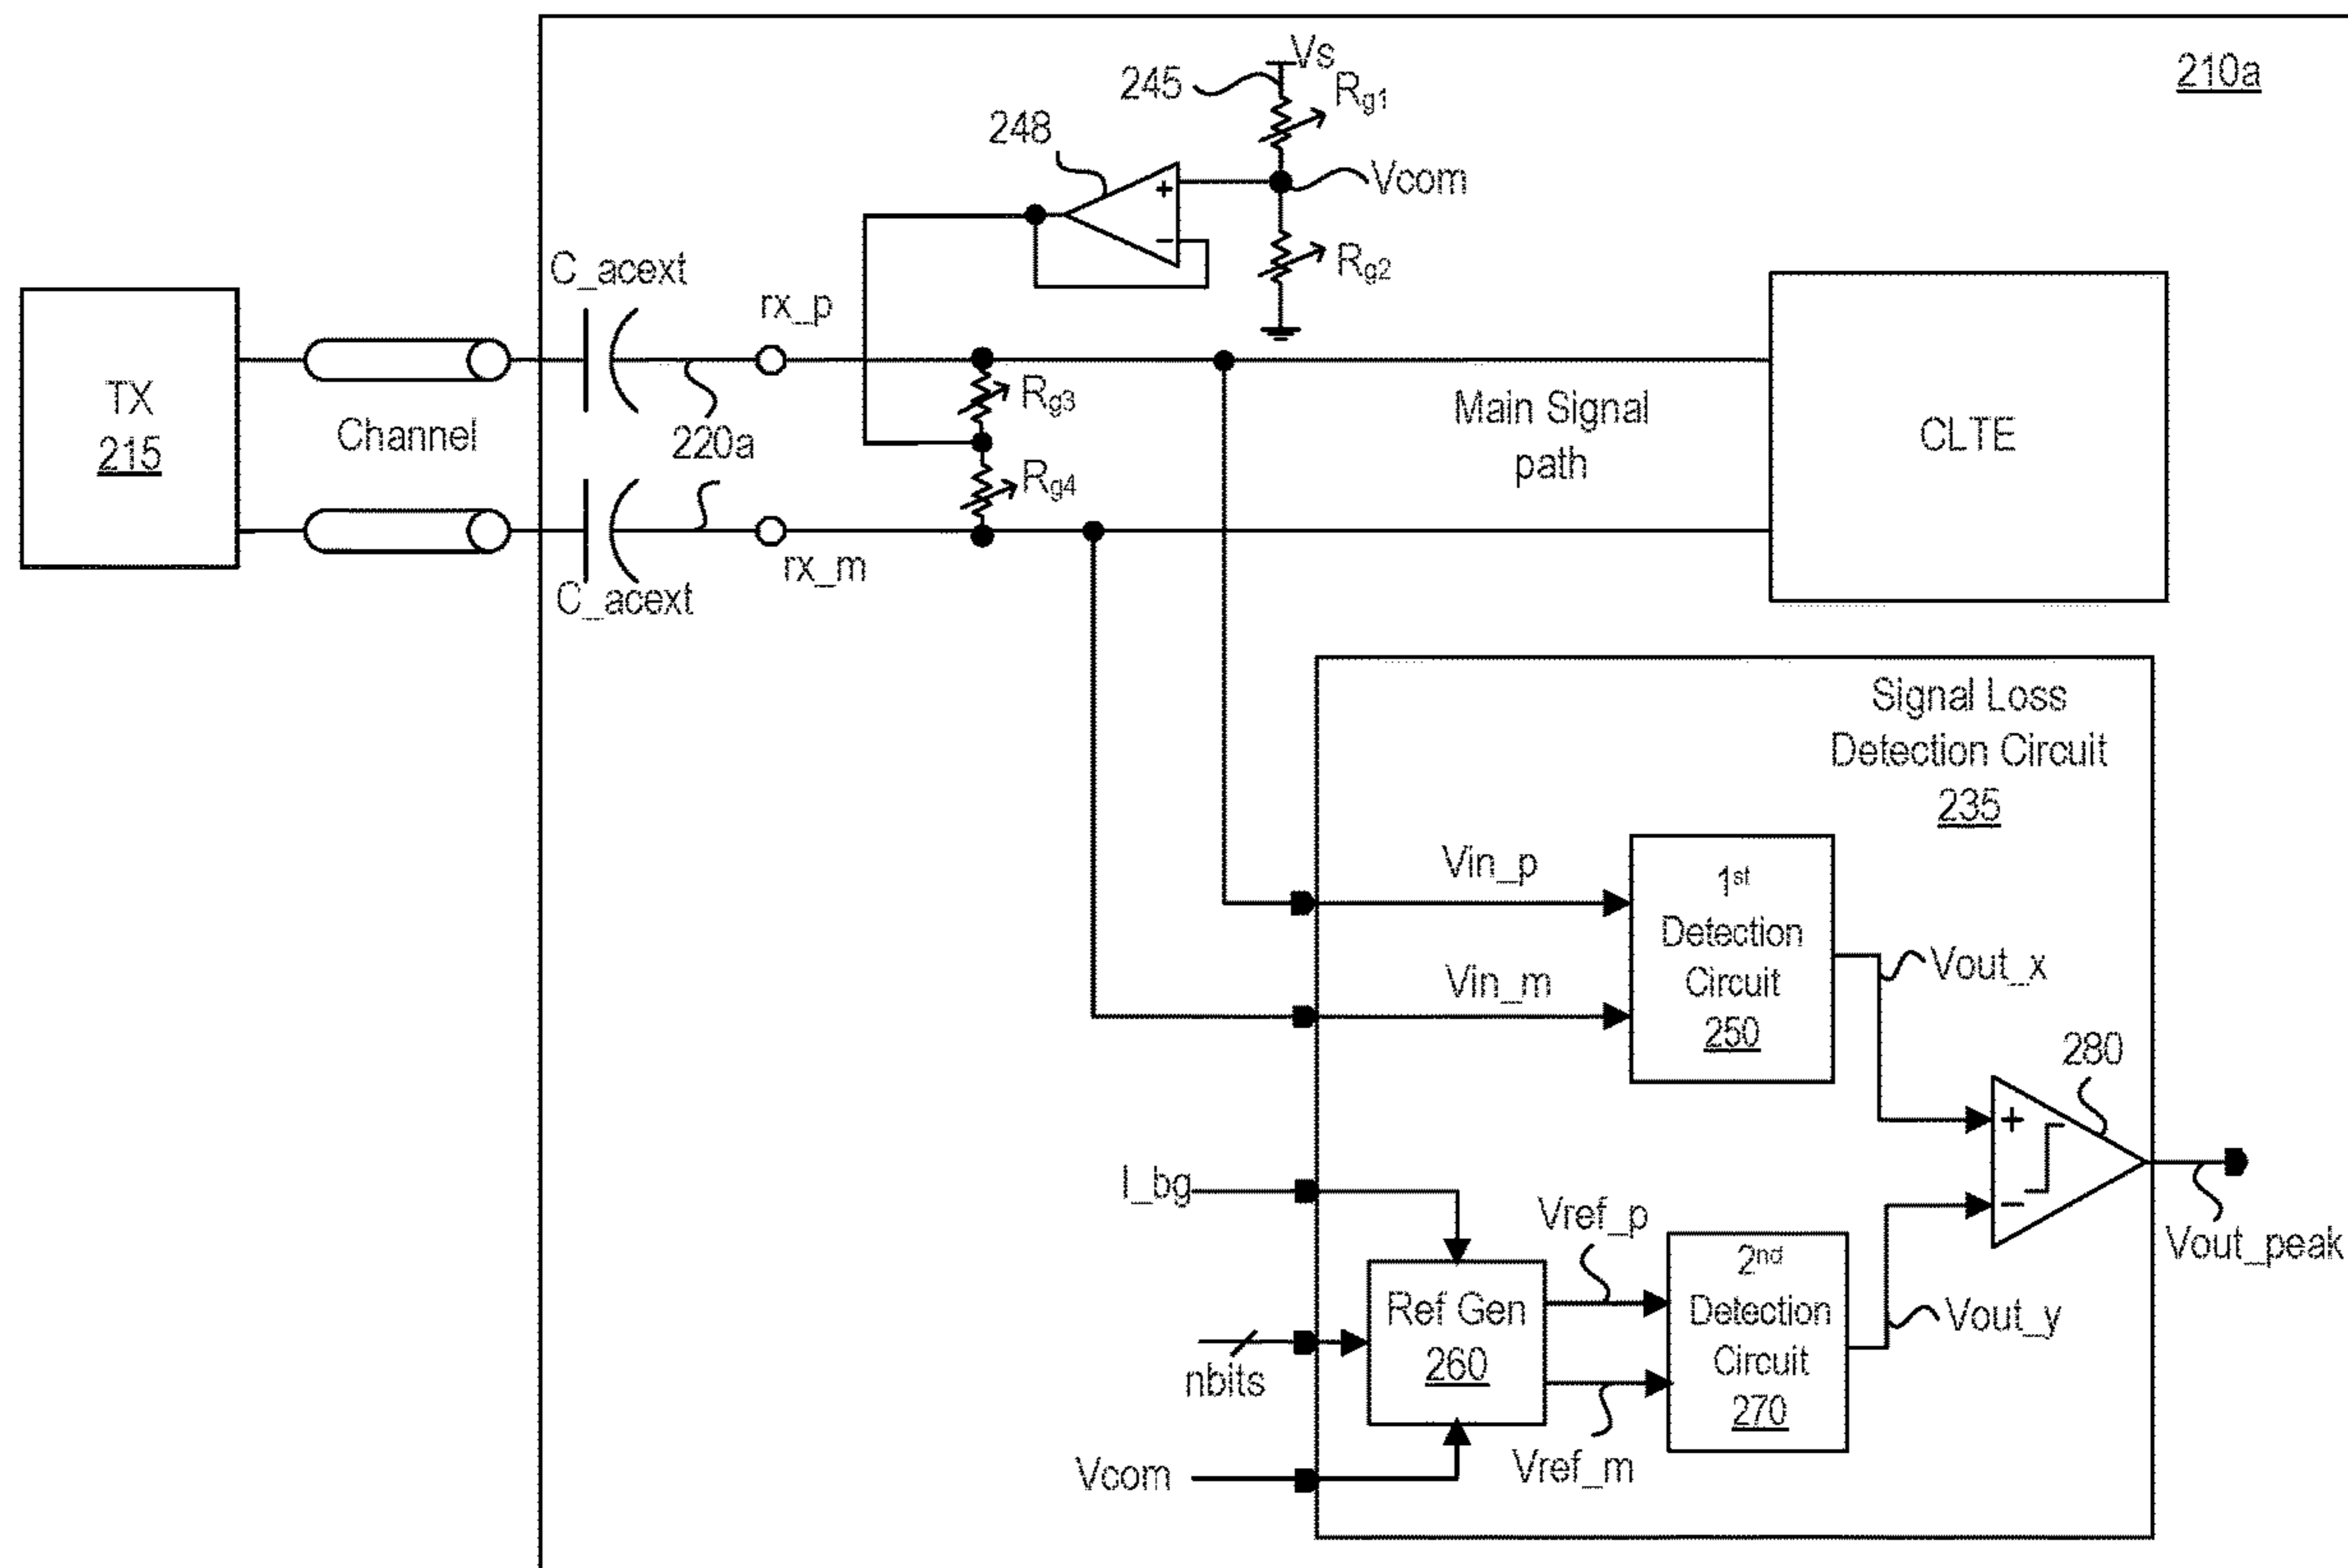 210a
Vs
245
Rg1
248
Vcom
Rg2
C_acext
rx_p
TX
215
Channel
220a
Rg3
Rg4
Main Signal
path
CLTE
C_acext
rx_m
Signal Loss
Detection Circuit
235
Vin_p
1st
Detection
Circuit
250
Vin_m
Vout_x
280
+
−
+
−
I_bg
Vref_p
2nd
Detection
Circuit
270
Vout_peak
Ref Gen
260
Vout_y
nbits
Vref_m
Vcom